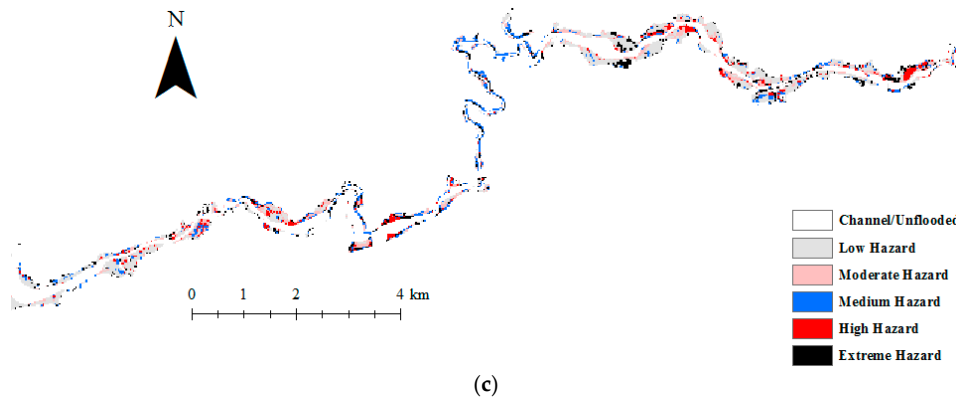 N
0 1 2 4 km
Channel/Unflooded
Low Hazard
Moderate Hazard
Medium Hazard
High Hazard
Extreme Hazard
(c)